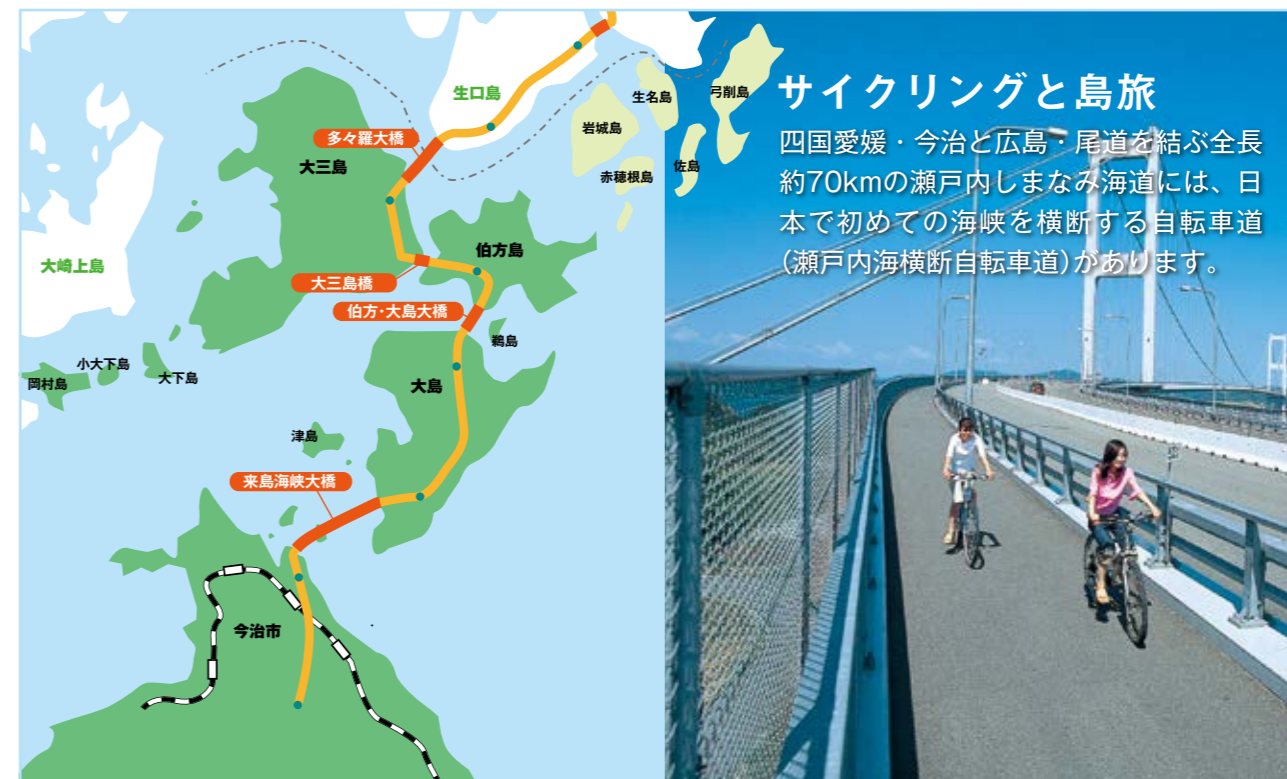 生口島
多々羅大橋
大三島
大崎上島
伯方島
大三島橋
伯方・大島大橋
鵜島
小大下島
岡村島
大下島
大島
津島
来島海峡大橋
今治市
生名島
弓削島
岩城島
佐島
赤穂根島
サイクリングと島旅
四国愛媛・今治と広島・尾道を結ぶ全長
約70kmの瀬戸内しまなみ海道には、日
本で初めての海峡を横断する自転車道
(瀬戸内海横断自転車道)があります。